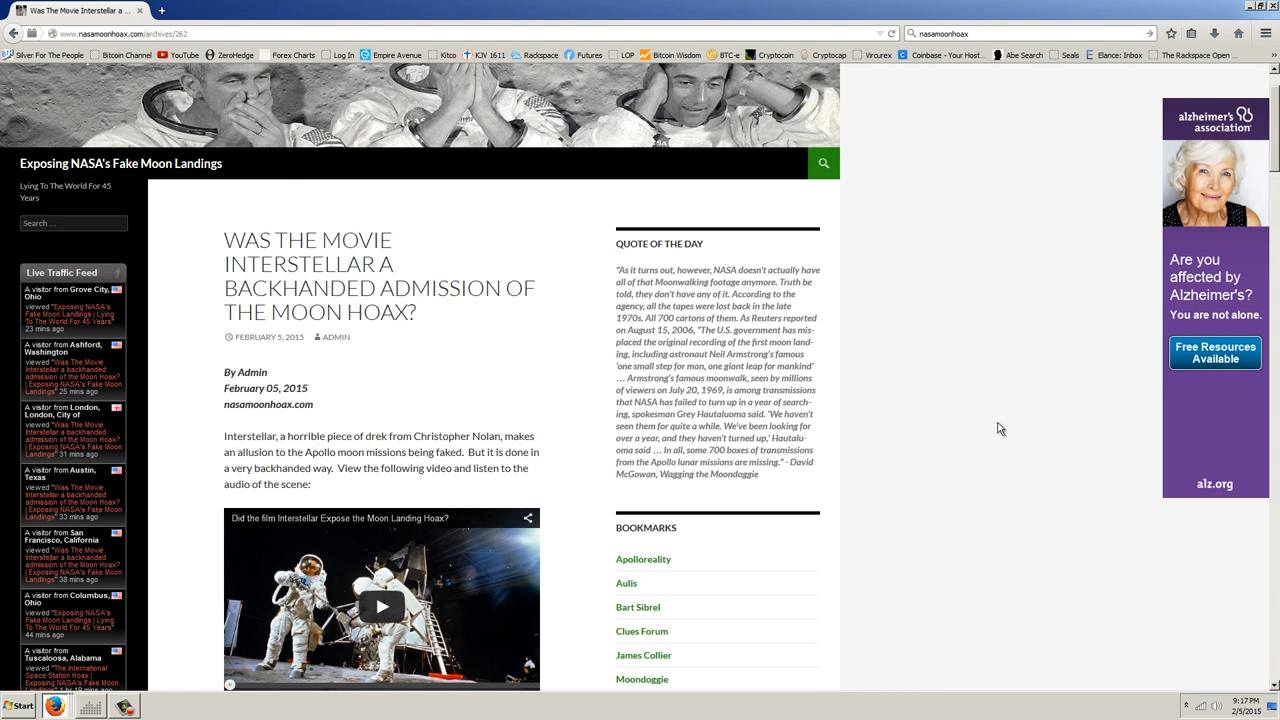 Was The Movie Interstellar a ...
www.nasamoonhoax.com/archives/262
nasamoonhoax
Silver For The People
Bitcoin Channel
YouTube
ZeroHedge
Forex Charts
Log In
Empire Avenue
Kitco
KJV 1611
Rackspace
Futures
LOP
Bitcoin Wisdom
BTC-e
Cryptocoin
Cryptocap
Vircurex
Coinbase - Your Host...
Abe Search
Seals
Elance: Inbox
The Rackspace Open ...
Exposing NASA's Fake Moon Landings
Lying To The World For 45
Years
Search ...
Live Traffic Feed
A visitor from Grove City,
Ohio
viewed "Exposing NASA's
Fake Moon Landings | Lying
To The World For 45 Years"
23 mins ago
A visitor from Ashford,
Washington
viewed "Was The Movie
Interstellar a backhanded
admission of the Moon
Hoax? | Exposing NASA's
Fake Moon Landings" 25 mins ago
A visitor from London,
London, City of
viewed "Was The Movie
Interstellar a backhanded
admission of the Moon Hoax?
| Exposing NASA's Fake Moon
Landings" 31 mins ago
A visitor from Austin,
Texas
viewed "Was The Movie
Interstellar a backhanded
admission of the Moon Hoax?
| Exposing NASA's Fake Moon
Landings" 33 mins ago
A visitor from San
Francisco, California
viewed "Was The Movie
Interstellar a backhanded
admission of the Moon Hoax?
| Exposing NASA's Fake Moon
Landings" 38 mins ago
A visitor from Columbus,
Ohio
viewed "Exposing NASA's
Fake Moon Landings | Lying
To The World For 45 Years"
44 mins ago
A visitor from
Tuscaloosa, Alabama
viewed "The International
Space Station Hoax |
Exposing NASA's Fake Moon
WAS THE MOVIE
INTERSTELLAR A
BACKHANDED ADMISSION OF
THE MOON HOAX?
FEBRUARY 5, 2015 ADMIN
By Admin
February 05, 2015
nasamoonhoax.com
Interstellar, a horrible piece of drek from Christopher Nolan, makes
an allusion to the Apollo moon missions being faked. But it is done in
a very backhanded way. View the following video and listen to the
audio of the scene:
Did the film Interstellar Expose the Moon Landing Hoax?
QUOTE OF THE DAY
"As it turns out, however, NASA doesn't actually have
all of that Moonwalking footage anymore. Truth be
told, they don't have any of it. According to the
agency, all the tapes were lost back in the late
1970s. All 700 cartons of them. As Reuters reported
on August 15, 2006, "The U.S. government has mis-
placed the original recording of the first moon land-
ing, including astronaut Neil Armstrong's famous
'one small step for man, one giant leap for mankind'
... Armstrong's famous moonwalk, seen by millions
of viewers on July 20, 1969, is among transmissions
that NASA has failed to turn up in a year of search-
ing, spokesman Grey Hautaluoma said. 'We haven't
seen them for quite a while. We've been looking for
over a year, and they haven't turned up,' Hautalu-
oma said ... In all, some 700 boxes of transmissions
from the Apollo lunar missions are missing." - David
McGowan, Wagging the Moondoggie
BOOKMARKS
Apolloreality
Aulis
Bart Sibrel
Clues Forum
James Collier
Moondoggie
alzheimer's
association
Are you
affected by
Alzheimer's?
You are not alone.
Free Resources
Available
alz.org
Start
9:17 PM
2/5/2015